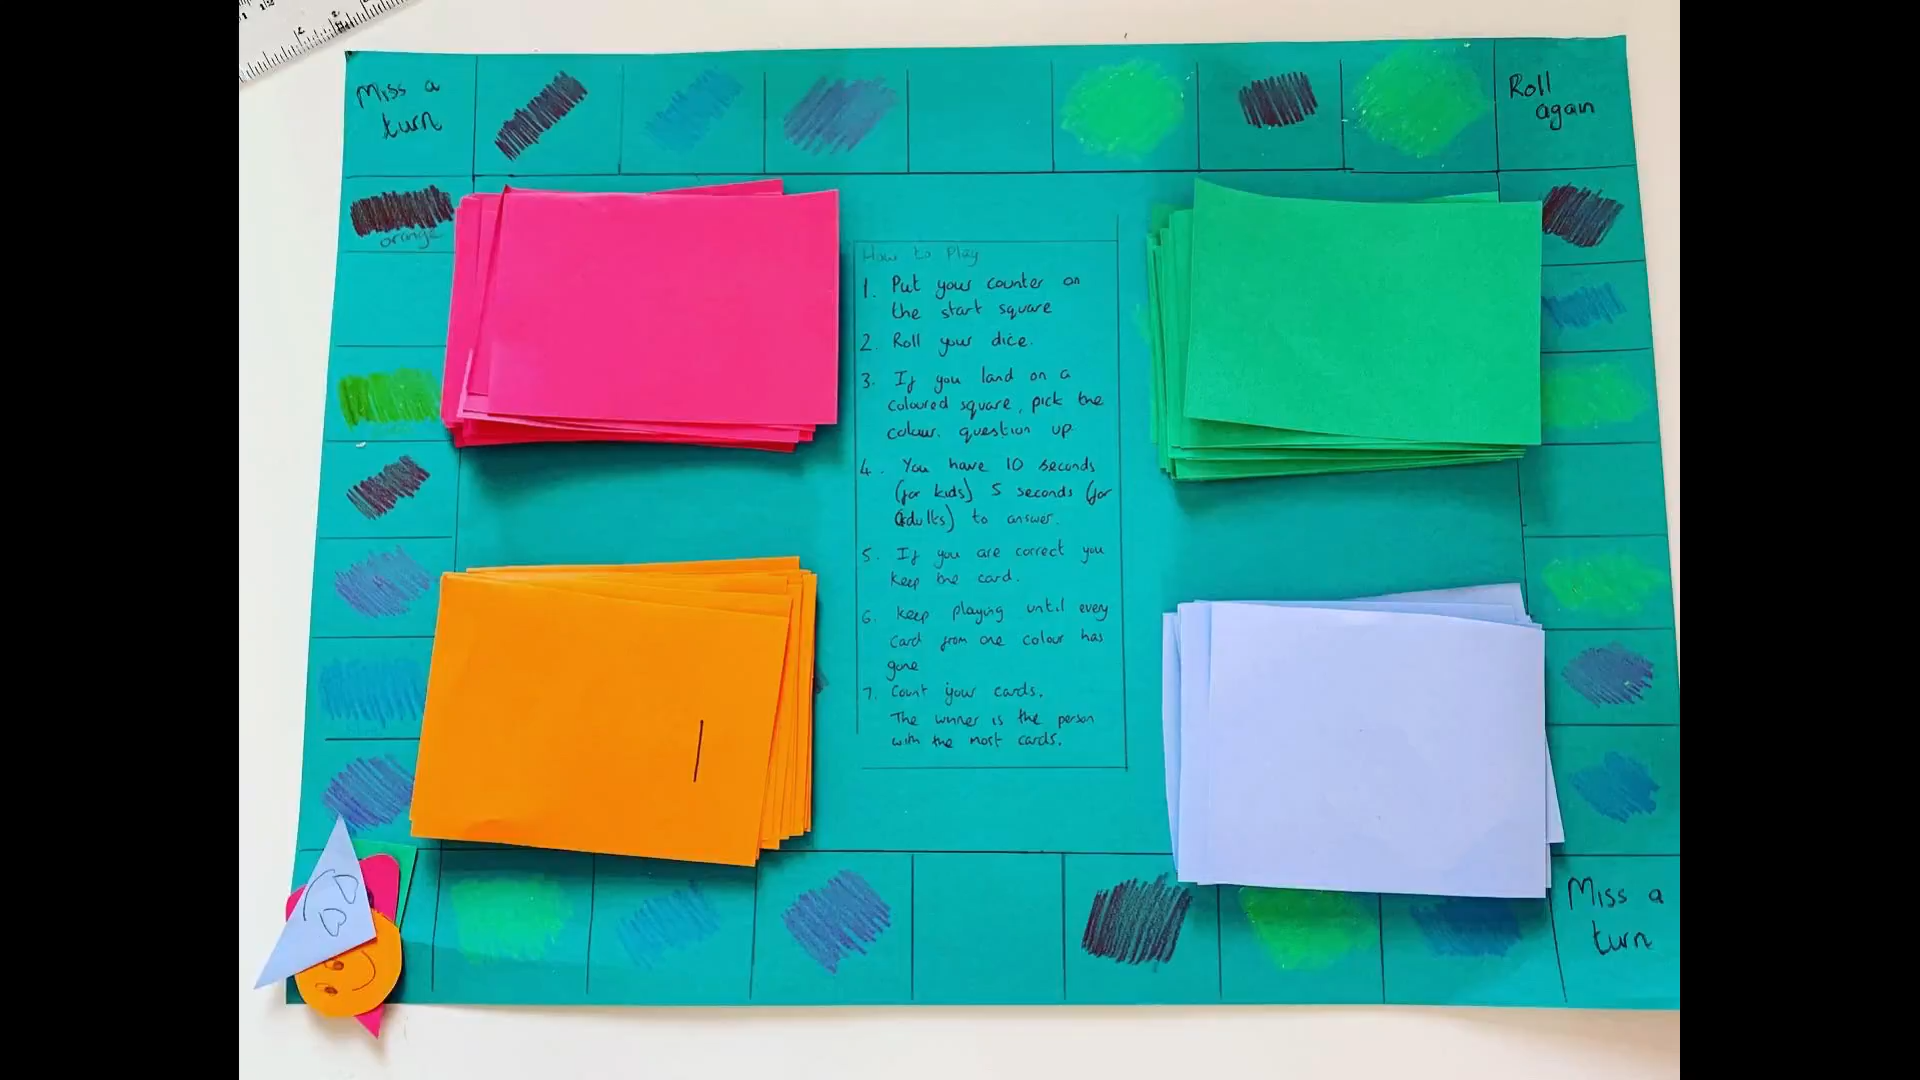 Miss a
turn
Roll
again
orange
How to Play
1. Put your counter on
the start square
2. Roll your dice.
3. If you land on a
coloured square, pick the
colour. question up
4. You have 10 seconds
(for kids) 5 seconds (for
Adults) to answer.
5. If you are correct you
keep the card.
6. Keep playing until every
card from one colour has
gone
7. Count your cards.
The winner is the person
with the most cards.
Miss a
turn